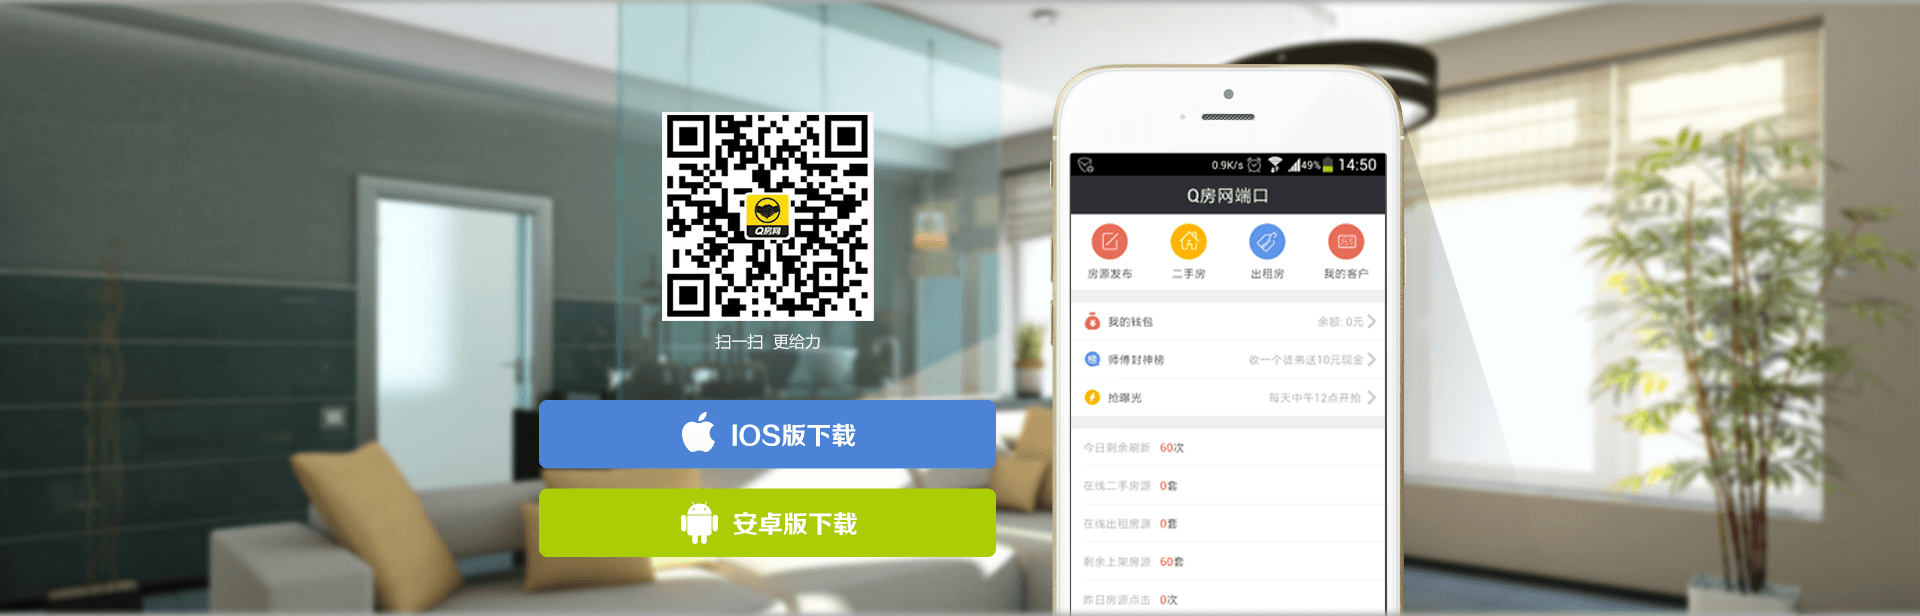 Q房网
扫一扫 更给力
IOS版下载
安卓版下载
0.9K/s 49% 14:50
Q房网端口
房源发布 二手房 出租房 我的客户
我的钱包 余额: 0元
师傅封神榜 收一个徒弟送10元现金
抢曝光 每天中午12点开抢
今日剩余刷新 60次
在线二手房源 0套
在线出租房源 0套
剩余上架房源 60套
昨日房源点击 0次